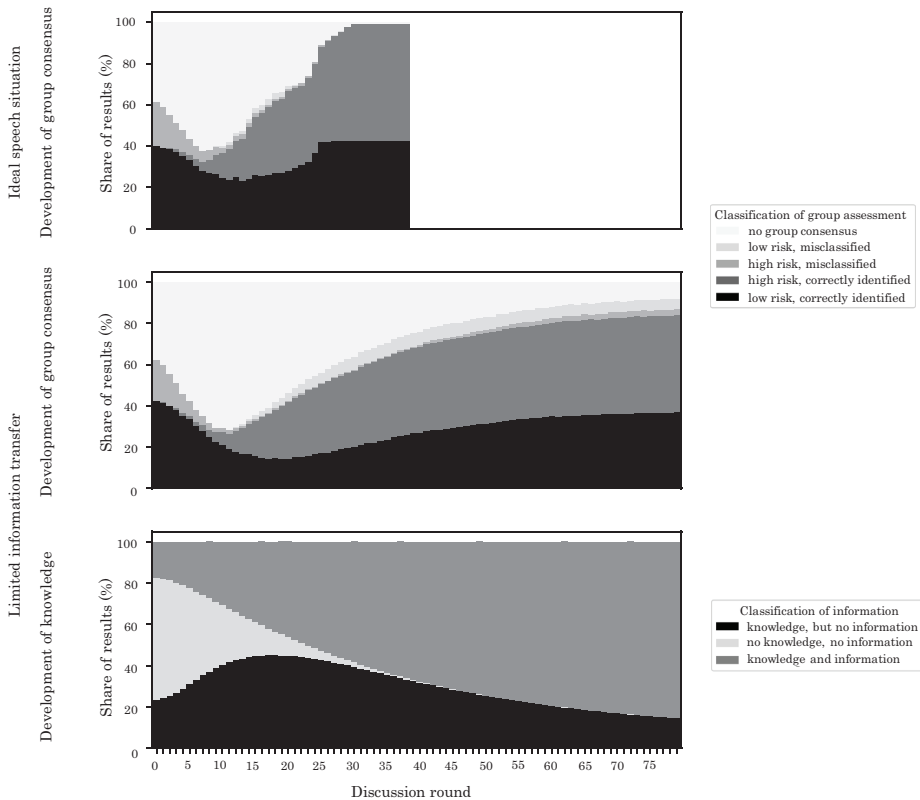 Ideal speech situation
Development of group consensus
Share of results (%)
100
80
60
40
20
0
Classification of group assessment
no group consensus
low risk, misclassified
high risk, misclassified
high risk, correctly identified
low risk, correctly identified
Limited information transfer
Development of group consensus
Share of results (%)
100
80
60
40
20
0
Development of knowledge
Share of results (%)
100
80
60
40
20
0
Classification of information
knowledge, but no information
no knowledge, no information
knowledge and information
0 5 10 15 20 25 30 35 40 45 50 55 60 65 70 75
Discussion round